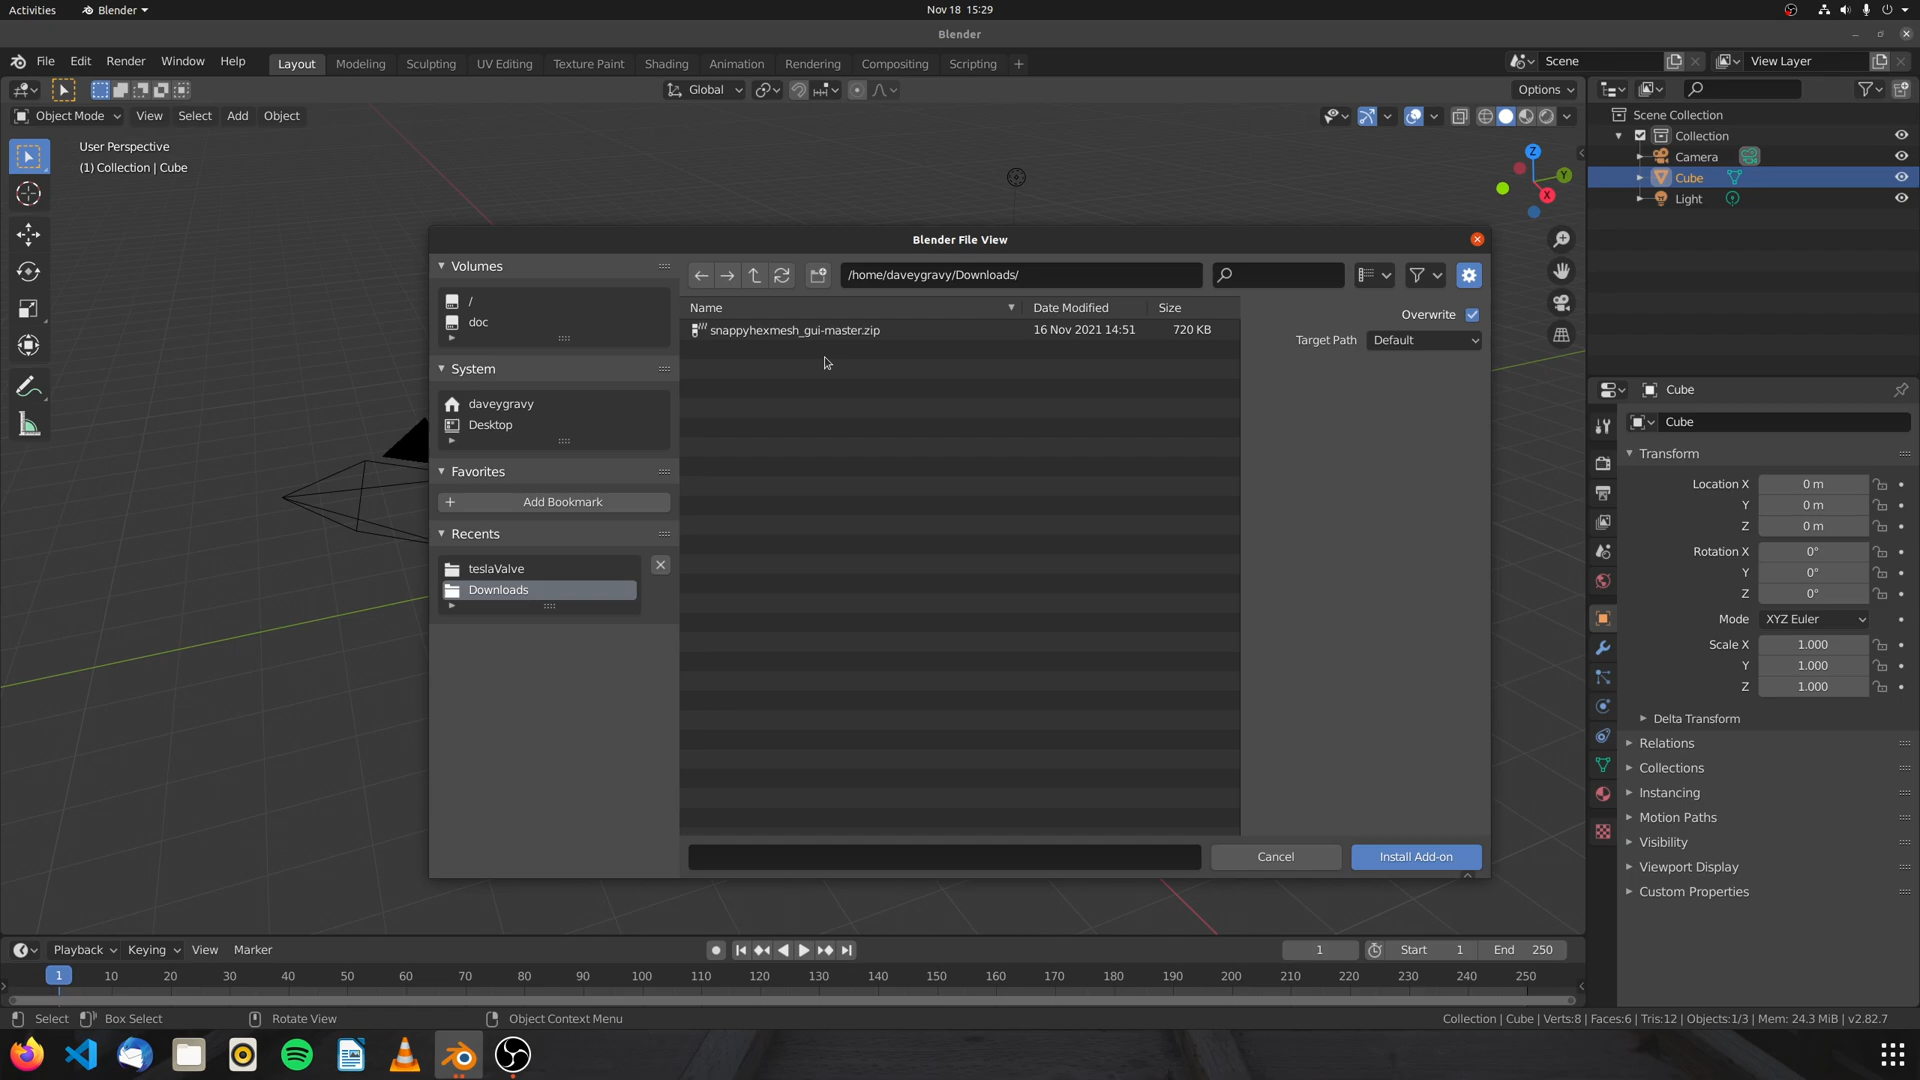 Activities
Blender
Nov 18 15:29
Blender
File Edit Render Window Help
Layout Modeling Sculpting UV Editing Texture Paint Shading Animation Rendering Compositing Scripting +
Scene
View Layer
Global
Options
Object Mode View Select Add Object
User Perspective
(1) Collection | Cube
Z
Y
X
Scene Collection
Collection
Camera
Cube
Light
Blender File View
Volumes
/
doc
System
daveygravy
Desktop
Favorites
+ Add Bookmark
Recents
teslaValve
Downloads
/home/daveygravy/Downloads/
Name Date Modified Size
snappyhexmesh_gui-master.zip 16 Nov 2021 14:51 720 KB
Overwrite
Target Path Default
Cancel
Install Add-on
Cube
Cube
Transform
Location X 0 m
Y 0 m
Z 0 m
Rotation X 0°
Y 0°
Z 0°
Mode XYZ Euler
Scale X 1.000
Y 1.000
Z 1.000
Delta Transform
Relations
Collections
Instancing
Motion Paths
Visibility
Viewport Display
Custom Properties
Playback Keying View Marker
1
Start 1
End 250
1 10 20 30 40 50 60 70 80 90 100 110 120 130 140 150 160 170 180 190 200 210 220 230 240 250
Select Box Select Rotate View Object Context Menu
Collection | Cube | Verts:8 | Faces:6 | Tris:12 | Objects:1/3 | Mem: 24.3 MiB | v2.82.7